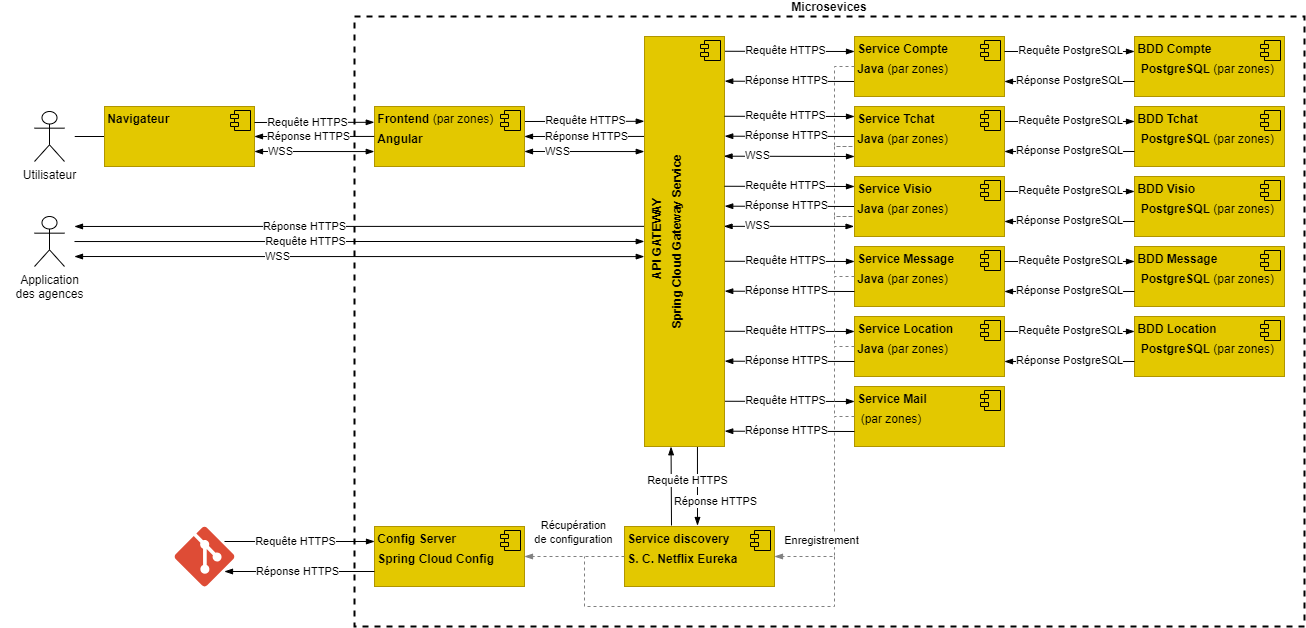 Microsevices
Utilisateur
Navigateur
Requête HTTPS
Réponse HTTPS
WSS
Frontend (par zones)
Angular
Requête HTTPS
Réponse HTTPS
WSS
Application
des agences
Réponse HTTPS
Requête HTTPS
WSS
API GATEWAY
Spring Cloud Gateway Service
Requête HTTPS
Réponse HTTPS
Service Compte
Java (par zones)
Requête PostgreSQL
Réponse PostgreSQL
BDD Compte
PostgreSQL (par zones)
Requête HTTPS
Réponse HTTPS
WSS
Service Tchat
Java (par zones)
Requête PostgreSQL
Réponse PostgreSQL
BDD Tchat
PostgreSQL (par zones)
Requête HTTPS
Réponse HTTPS
WSS
Service Visio
Java (par zones)
Requête PostgreSQL
Réponse PostgreSQL
BDD Visio
PostgreSQL (par zones)
Requête HTTPS
Réponse HTTPS
Service Message
Java (par zones)
Requête PostgreSQL
Réponse PostgreSQL
BDD Message
PostgreSQL (par zones)
Requête HTTPS
Réponse HTTPS
Service Location
Java (par zones)
Requête PostgreSQL
Réponse PostgreSQL
BDD Location
PostgreSQL (par zones)
Requête HTTPS
Réponse HTTPS
Service Mail
(par zones)
Requête HTTPS
Réponse HTTPS
Requête HTTPS
Réponse HTTPS
Config Server
Spring Cloud Config
Récupération
de configuration
Service discovery
S. C. Netflix Eureka
Enregistrement